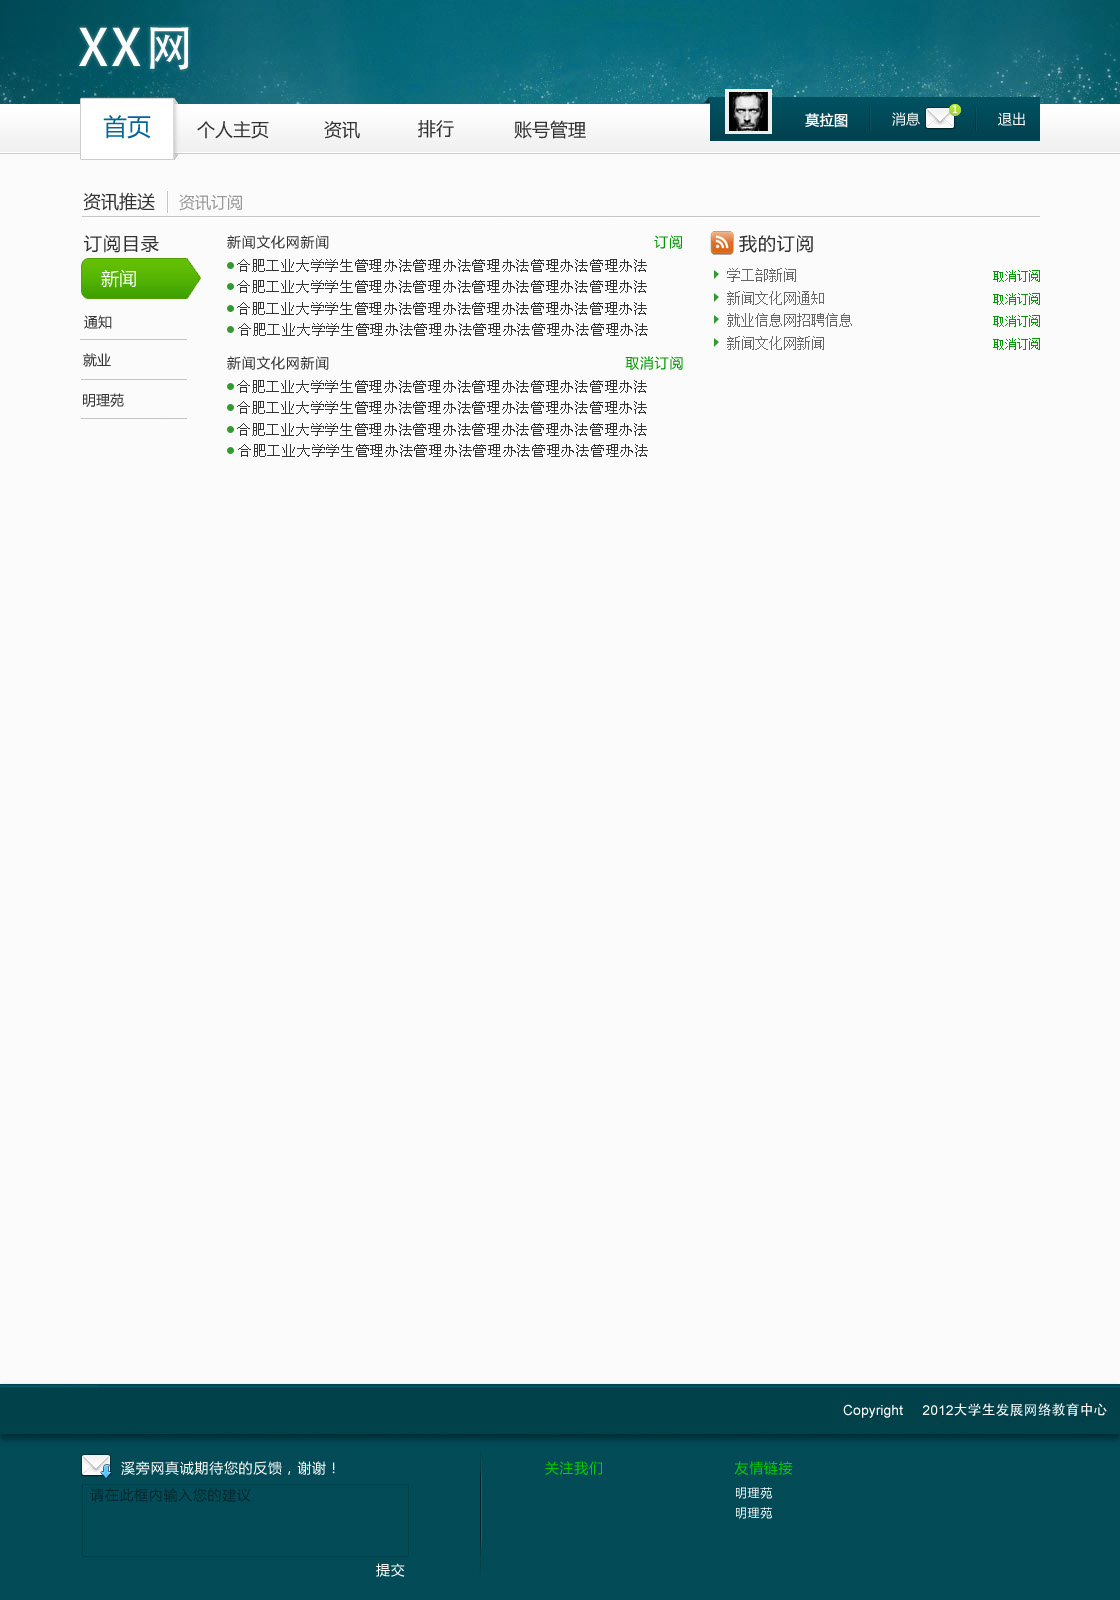 XX网
首页 个人主页 资讯 排行 账号管理 莫拉图 消息 1 退出
资讯推送 资讯订阅
订阅目录
新闻
通知
就业
明理苑
新闻文化网新闻 订阅
合肥工业大学学生管理办法管理办法管理办法管理办法管理办法
合肥工业大学学生管理办法管理办法管理办法管理办法管理办法
合肥工业大学学生管理办法管理办法管理办法管理办法管理办法
合肥工业大学学生管理办法管理办法管理办法管理办法管理办法
新闻文化网新闻 取消订阅
合肥工业大学学生管理办法管理办法管理办法管理办法管理办法
合肥工业大学学生管理办法管理办法管理办法管理办法管理办法
合肥工业大学学生管理办法管理办法管理办法管理办法管理办法
合肥工业大学学生管理办法管理办法管理办法管理办法管理办法
我的订阅
学工部新闻 取消订阅
新闻文化网通知 取消订阅
就业信息网招聘信息 取消订阅
新闻文化网新闻 取消订阅
Copyright 2012大学生发展网络教育中心
溪旁网真诚期待您的反馈，谢谢！
请在此框内输入您的建议
提交
关注我们
友情链接
明理苑
明理苑